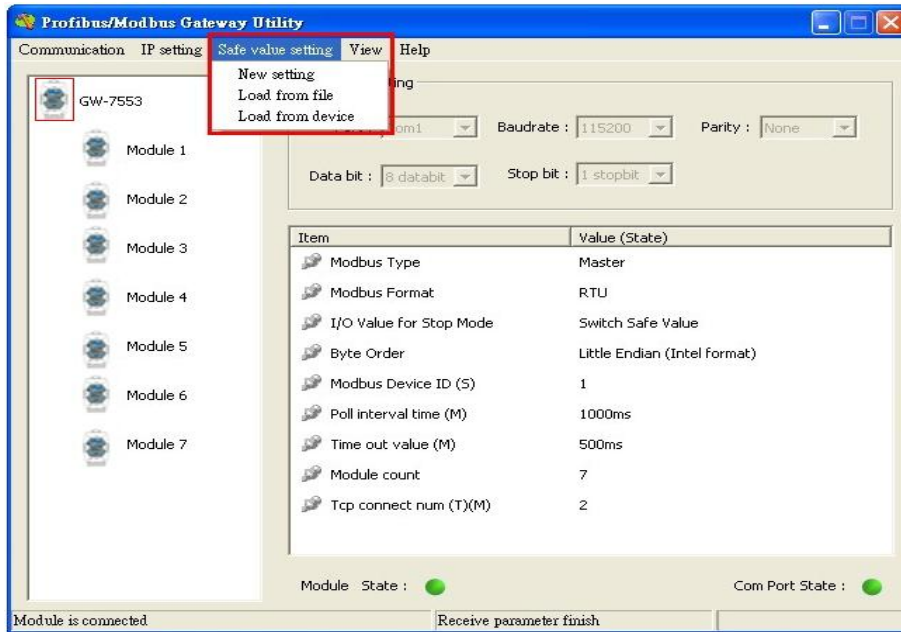 Profibus/Modbus Gateway Utility
Communication IP setting Safe value setting View Help
New setting
Load from file
Load from device
GW-7553
Module 1
Module 2
Module 3
Module 4
Module 5
Module 6
Module 7
Baudrate : 115200 Parity : None
Data bit : 8 databit Stop bit : 1 stopbit
Item Value (State)
Modbus Type Master
Modbus Format RTU
I/O Value for Stop Mode Switch Safe Value
Byte Order Little Endian (Intel format)
Modbus Device ID (S) 1
Poll interval time (M) 1000ms
Time out value (M) 500ms
Module count 7
Tcp connect num (T)(M) 2
Module State : Com Port State :
Module is connected Receive parameter finish